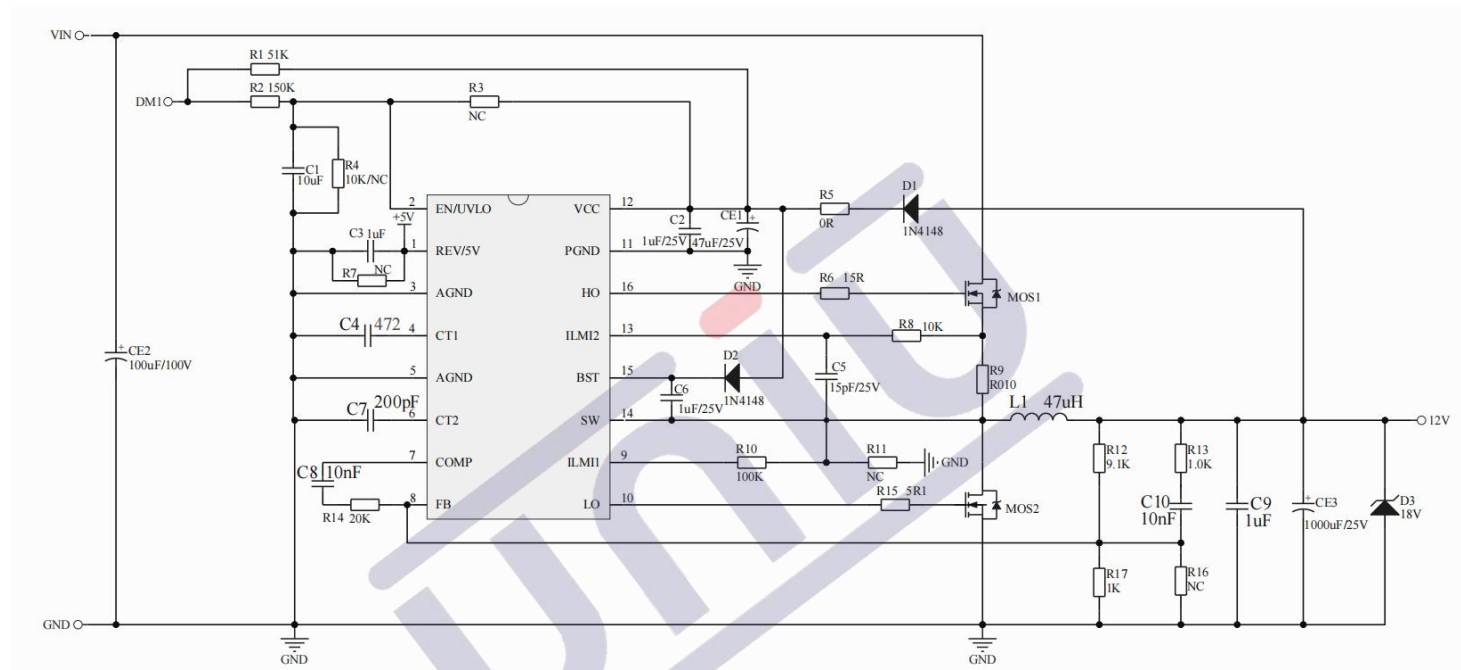 VIN
R1 51K
R2 150K
R3
NC
DM1
C1
10uF
R4
10K/NC
+5V
C3 1uF
R7
NC
2
EN/UVLO
VCC
12
1
REV/5V
PGND
11
3
AGND
HO
16
C4 472
4
CT1
ILMI2
13
5
AGND
BST
15
C7
200pF
6
CT2
SW
14
7
COMP
ILMI1
9
C8 10nF
8
FB
LO
10
R14
20K
C2
1uF/25V
CE1
47uF/25V
GND
R5
0R
D1
1N4148
R6 15R
MOS1
R8
10K
D2
1N4148
C6
1uF/25V
C5
15pF/25V
R9
R010
L1 47uH
12V
R10
100K
R11
NC
GND
R15 5R1
MOS2
R12
9.1K
R13
1.0K
C10
10nF
C9
1uF
CE3
1000uF/25V
D3
18V
R17
1K
R16
NC
CE2
100uF/100V
GND
GND
GND
uniu